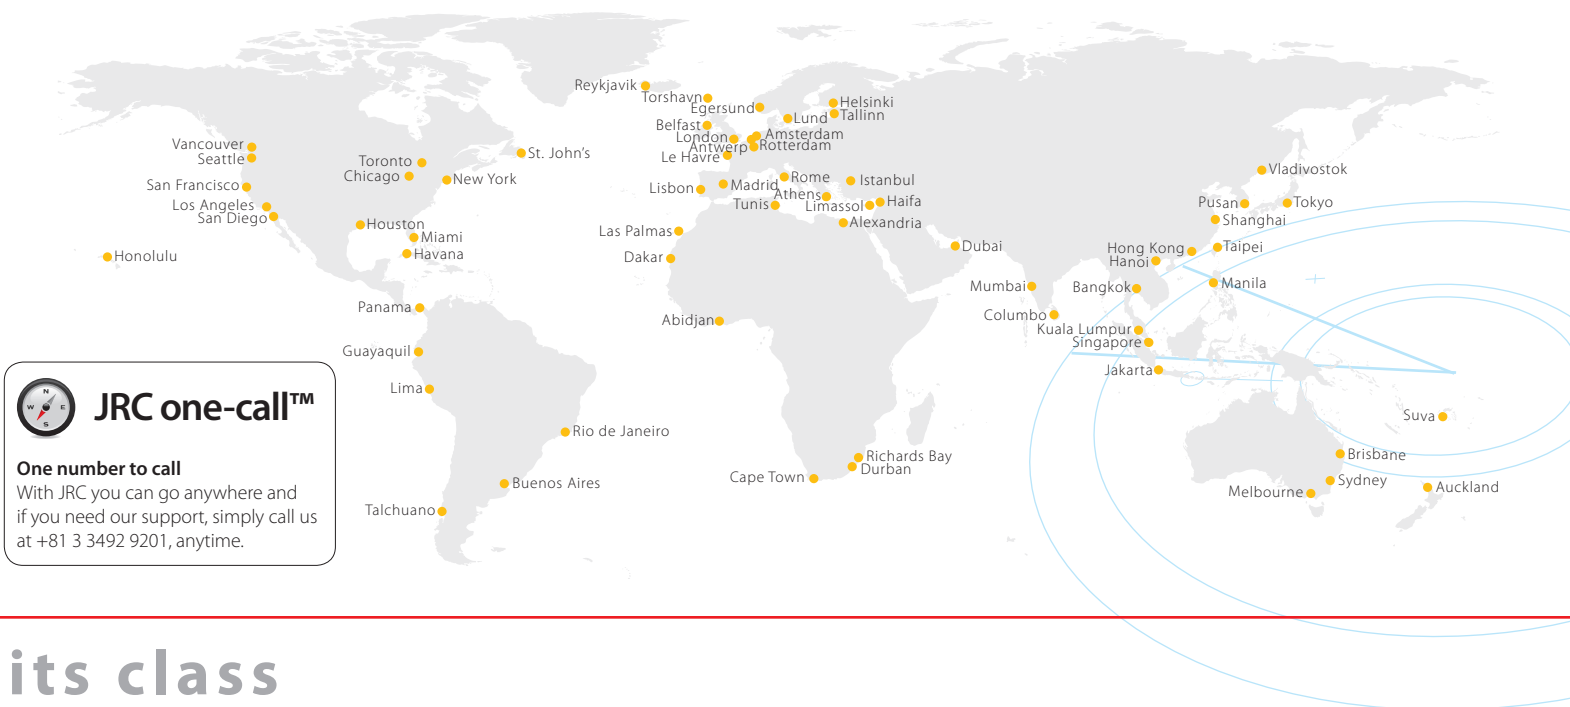 Reykjavik
Torshavn
Egersund
Helsinki
Tallinn
Lund
Belfast
London
Amsterdam
Antwerp
Rotterdam
Le Havre
Vancouver
Seattle
Toronto
Chicago
St. John's
New York
San Francisco
Los Angeles
San Diego
Houston
Miami
Havana
Honolulu
Lisbon
Madrid
Rome
Istanbul
Athens
Tunis
Limassol
Haifa
Alexandria
Las Palmas
Dakar
Dubai
Vladivostok
Pusan
Tokyo
Shanghai
Hong Kong
Taipei
Hanoi
Mumbai
Bangkok
Manila
Columbo
Kuala Lumpur
Singapore
Jakarta
Panama
Abidjan
Guayaquil
Lima
Rio de Janeiro
Buenos Aires
Talchuano
Cape Town
Richards Bay
Durban
Suva
Brisbane
Sydney
Melbourne
Auckland
N
W
E
S
JRC one-call™
One number to call
With JRC you can go anywhere and
if you need our support, simply call us
at +81 3 3492 9201, anytime.
its class